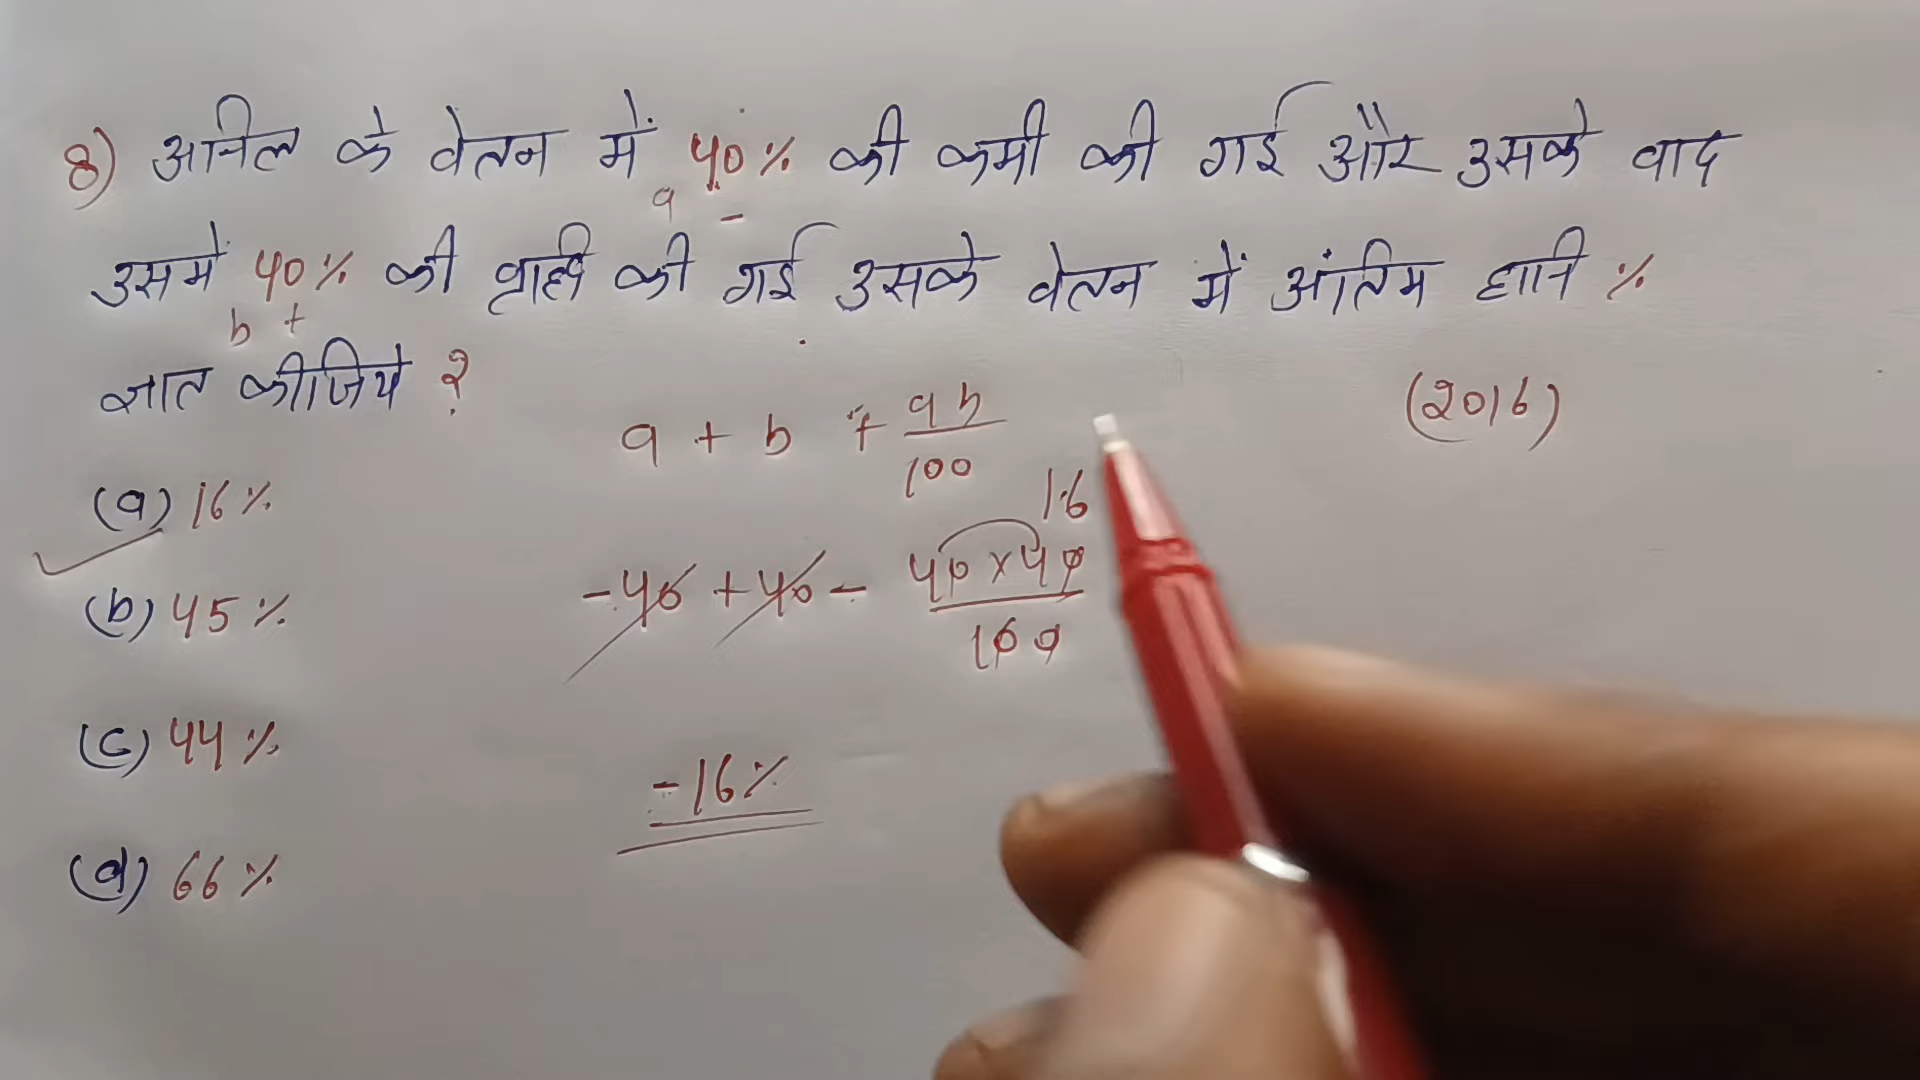 8) अनिल के वेतन में 40% की कमी की गई और उसके वाद
a -
उसमें 40% की वृद्धि की गई उसके वेतन में अंतिम हानि %
b +
ज्ञात कीजिये ?
(2016)
a + b + ab/100
(a) 16%
16
-40 + 40 - 40×40/100
(b) 45%
(c) 44%
-16%
(d) 66%